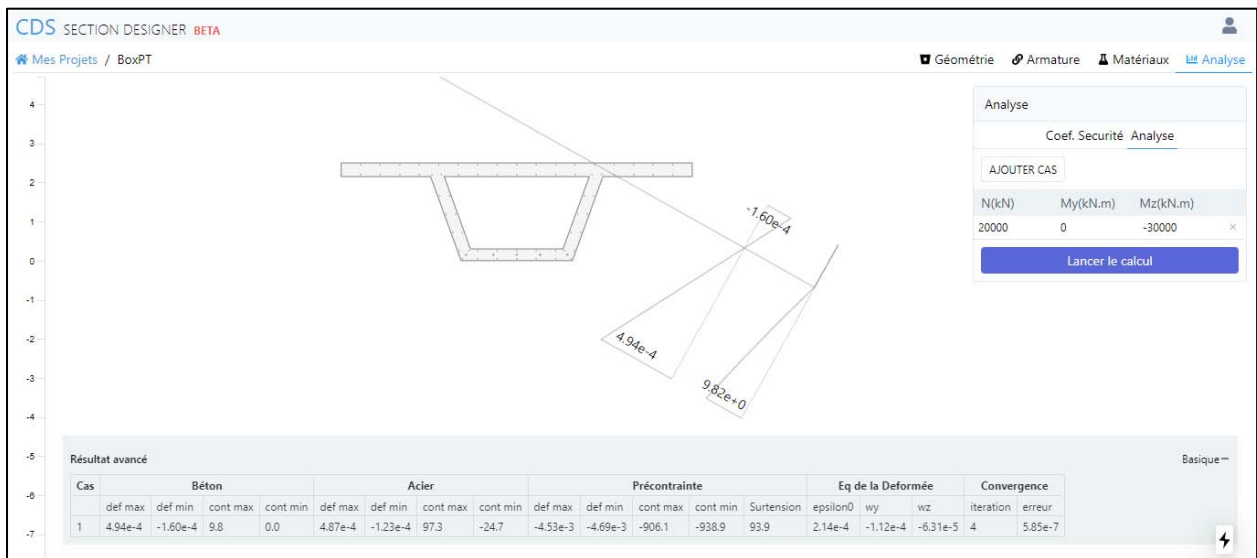 CDS SECTION DESIGNER BETA
Mes Projets / BoxPT
Géométrie Armature Matériaux Analyse
4
3
2
1
0
-1
-2
-3
-4
-5
-6
-7
-1.60e-4
4.94e-4
9.82e+0
Analyse
Coef. Securité Analyse
AJOUTER CAS
N(kN) My(kN.m) Mz(kN.m)
20000 0 -30000 ×
Lancer le calcul
Résultat avancé Basique
Cas Béton Acier Précontrainte Eq de la Deformée Convergence
def max def min cont max cont min def max def min cont max cont min def max def min cont max cont min Surtension epsilon0 wy wz iteration erreur
1 4.94e-4 -1.60e-4 9.8 0.0 4.87e-4 -1.23e-4 97.3 -24.7 -4.53e-3 -4.69e-3 -906.1 -938.9 93.9 2.14e-4 -1.12e-4 -6.31e-5 4 5.85e-7